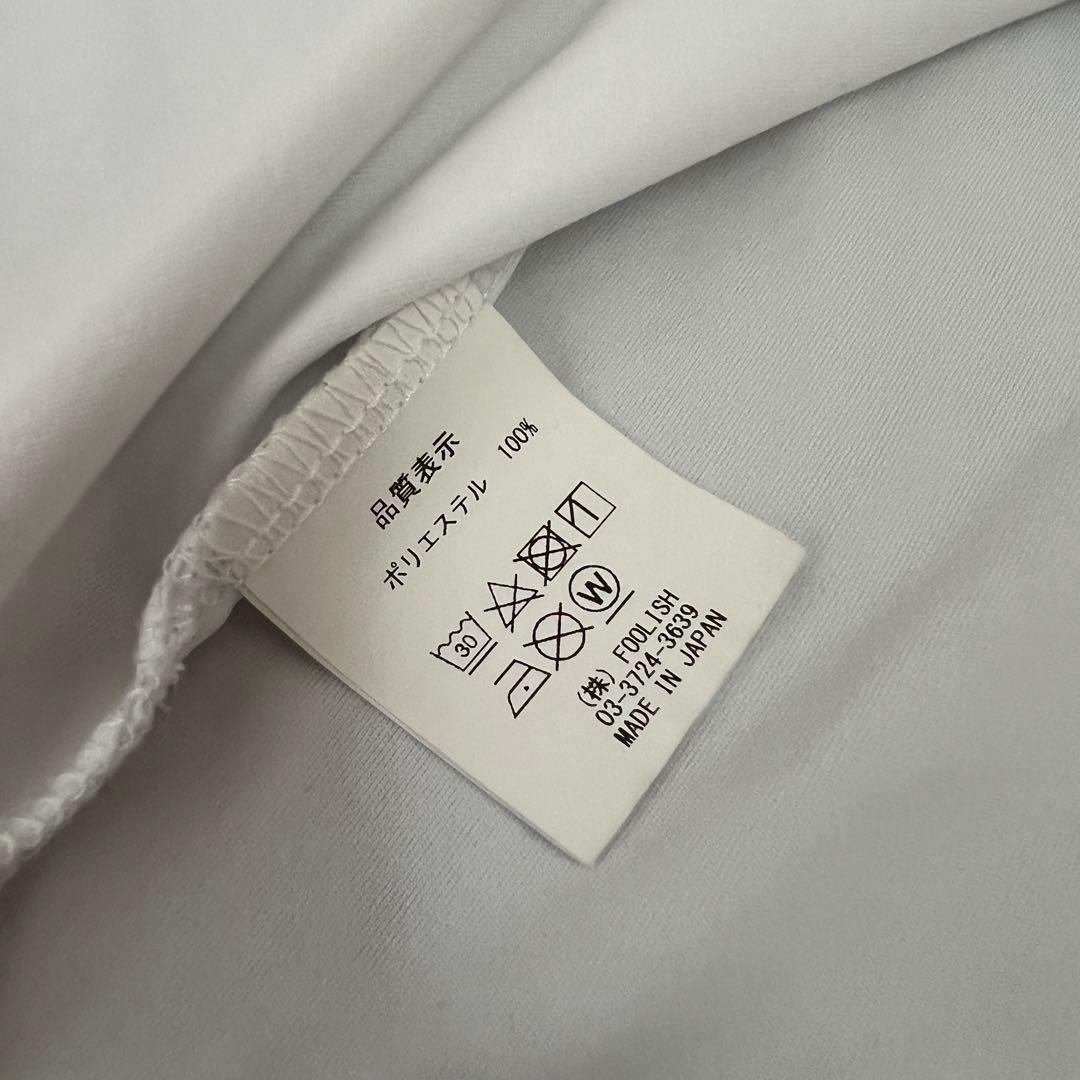 品質表示
ポリエステル 100%
30
W
(株) FOOLISH
03-3724-3639
MADE IN JAPAN